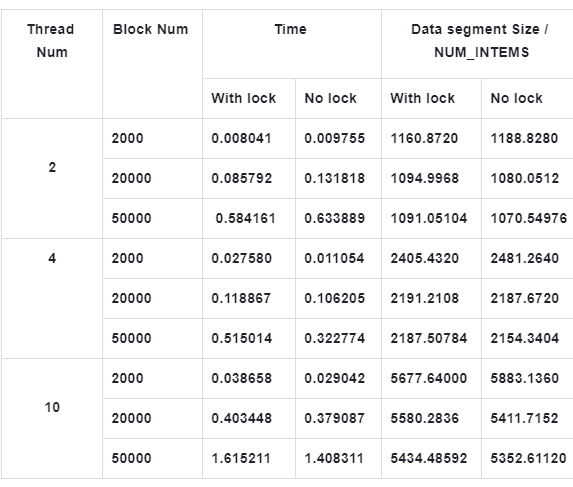 Thread Num Block Num Time Data segment Size / NUM_INTEMS
With lock No lock With lock No lock
2 2000 0.008041 0.009755 1160.8720 1188.8280
20000 0.085792 0.131818 1094.9968 1080.0512
50000 0.584161 0.633889 1091.05104 1070.54976
4 2000 0.027580 0.011054 2405.4320 2481.2640
20000 0.118867 0.106205 2191.2108 2187.6720
50000 0.515014 0.322774 2187.50784 2154.3404
10 2000 0.038658 0.029042 5677.64000 5883.1360
20000 0.403448 0.379087 5580.2836 5411.7152
50000 1.615211 1.408311 5434.48592 5352.61120